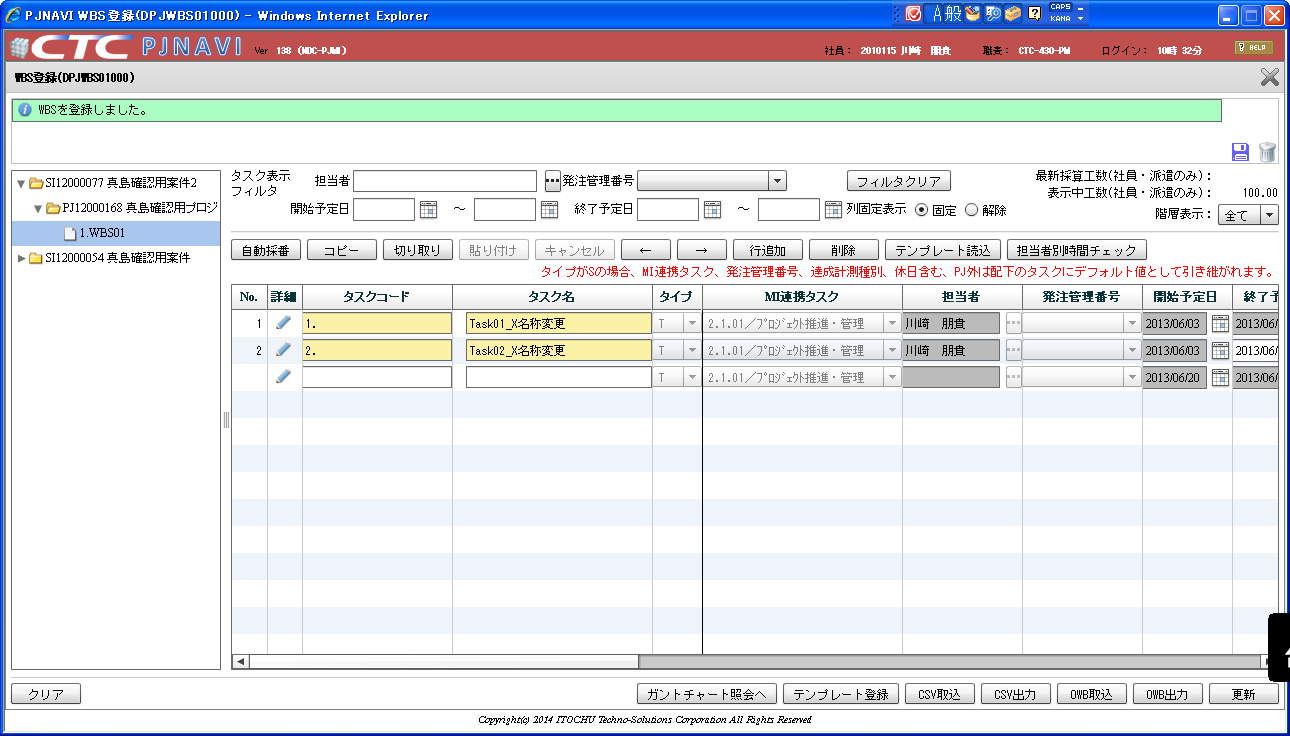 PJNAVI WBS登録(DPJWBS01000) - Windows Internet Explorer
A 般 CAPS KANA
CTC PJNAVI Ver 138 (NDC-PJM) 社員： 2010115 川崎 朋貴 職責： CTC-430-PM ログイン： 10時 32分 ? HELP
WBS登録(DPJWBS01000)
WBSを登録しました。
SI12000077 真島確認用案件2
PJ12000168 真島確認用プロジ
1.WBS01
SI12000054 真島確認用案件
タスク表示フィルタ 担当者 ... 発注管理番号 フィルタクリア 最新採算工数(社員・派遣のみ)：
表示中工数(社員・派遣のみ)： 100.00
開始予定日 ～ 終了予定日 ～ 列固定表示 固定 解除 階層表示： 全て
自動採番 コピー 切り取り 貼り付け キャンセル ← → 行追加 削除 テンプレート読込 担当者別時間チェック
タイプがSの場合、MI連携タスク、発注管理番号、達成計測種別、休日含む、PJ外は配下のタスクにデフォルト値として引き継がれます。
No. 詳細 タスクコード タスク名 タイプ MI連携タスク 担当者 発注管理番号 開始予定日 終了予
1 1. Task01_X名称変更 T 2.1.01／ﾌﾟﾛｼﾞｪｸﾄ推進・管理 川崎 朋貴 ... 2013/06/03 2013/06/
2 2. Task02_X名称変更 T 2.1.01／ﾌﾟﾛｼﾞｪｸﾄ推進・管理 川崎 朋貴 ... 2013/06/03 2013/06/
T 2.1.01／ﾌﾟﾛｼﾞｪｸﾄ推進・管理 ... 2013/06/20 2013/06/
クリア ガントチャート照会へ テンプレート登録 CSV取込 CSV出力 OWB取込 OWB出力 更新
Copyright(c) 2014 ITOCHU Techno-Solutions Corporation All Rights Reserved